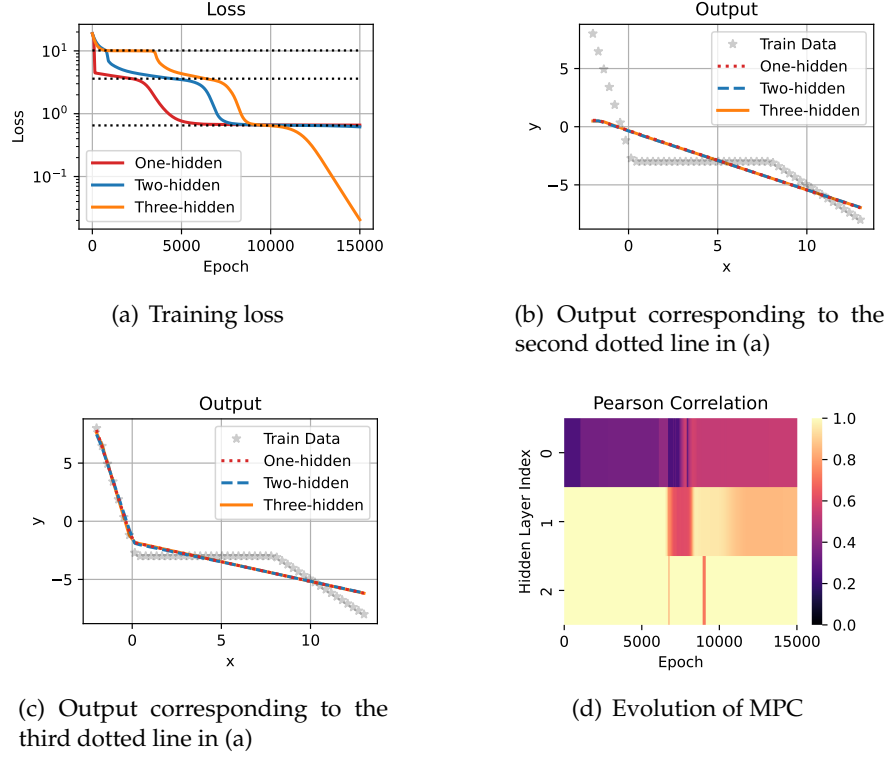 Loss
10¹
10⁰
10⁻¹
Loss
0
5000
10000
15000
Epoch
One-hidden
Two-hidden
Three-hidden
(a) Training loss
Output
5
0
−5
y
0
5
10
x
Train Data
One-hidden
Two-hidden
Three-hidden
(b) Output corresponding to the
second dotted line in (a)
Output
5
0
−5
y
0
5
10
x
Train Data
One-hidden
Two-hidden
Three-hidden
(c) Output corresponding to the
third dotted line in (a)
Pearson Correlation
Hidden Layer Index
0
1
2
0
5000
10000
15000
Epoch
1.0
0.8
0.6
0.4
0.2
0.0
(d) Evolution of MPC